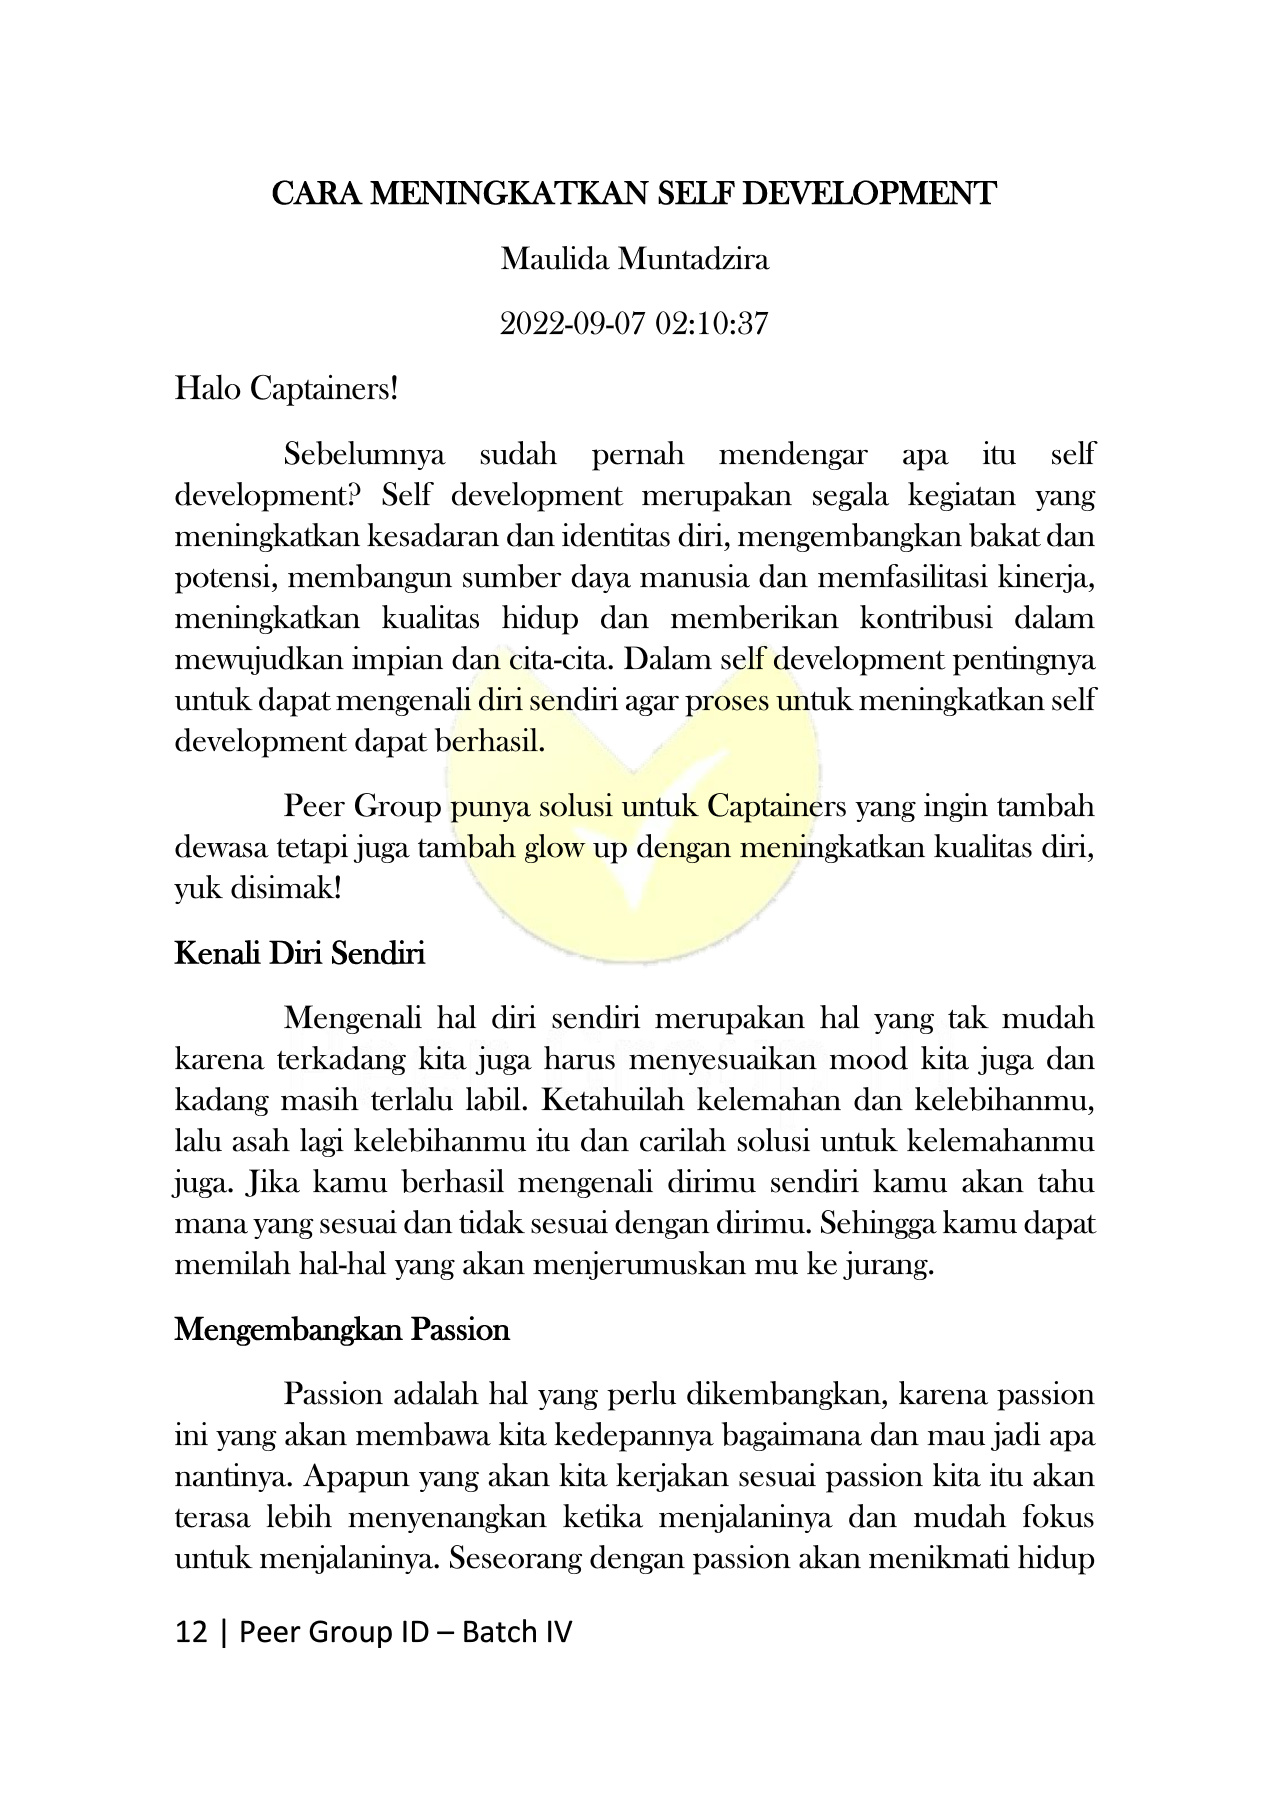 CARA MENINGKATKAN SELF DEVELOPMENT
Maulida Muntadzira
2022-09-07 02:10:37
Halo Captainers!
Sebelumnya sudah pernah mendengar apa itu self
development? Self development merupakan segala kegiatan yang
meningkatkan kesadaran dan identitas diri, mengembangkan bakat dan
potensi, membangun sumber daya manusia dan memfasilitasi kinerja,
meningkatkan kualitas hidup dan memberikan kontribusi dalam
mewujudkan impian dan cita-cita. Dalam self development pentingnya
untuk dapat mengenali diri sendiri agar proses untuk meningkatkan self
development dapat berhasil.
Peer Group punya solusi untuk Captainers yang ingin tambah
dewasa tetapi juga tambah glow up dengan meningkatkan kualitas diri,
yuk disimak!
Kenali Diri Sendiri
Mengenali hal diri sendiri merupakan hal yang tak mudah
karena terkadang kita juga harus menyesuaikan mood kita juga dan
kadang masih terlalu labil. Ketahuilah kelemahan dan kelebihanmu,
lalu asah lagi kelebihanmu itu dan carilah solusi untuk kelemahanmu
juga. Jika kamu berhasil mengenali dirimu sendiri kamu akan tahu
mana yang sesuai dan tidak sesuai dengan dirimu. Sehingga kamu dapat
memilah hal-hal yang akan menjerumuskan mu ke jurang.
Mengembangkan Passion
Passion adalah hal yang perlu dikembangkan, karena passion
ini yang akan membawa kita kedepannya bagaimana dan mau jadi apa
nantinya. Apapun yang akan kita kerjakan sesuai passion kita itu akan
terasa lebih menyenangkan ketika menjalaninya dan mudah fokus
untuk menjalaninya. Seseorang dengan passion akan menikmati hidup
12 | Peer Group ID – Batch IV